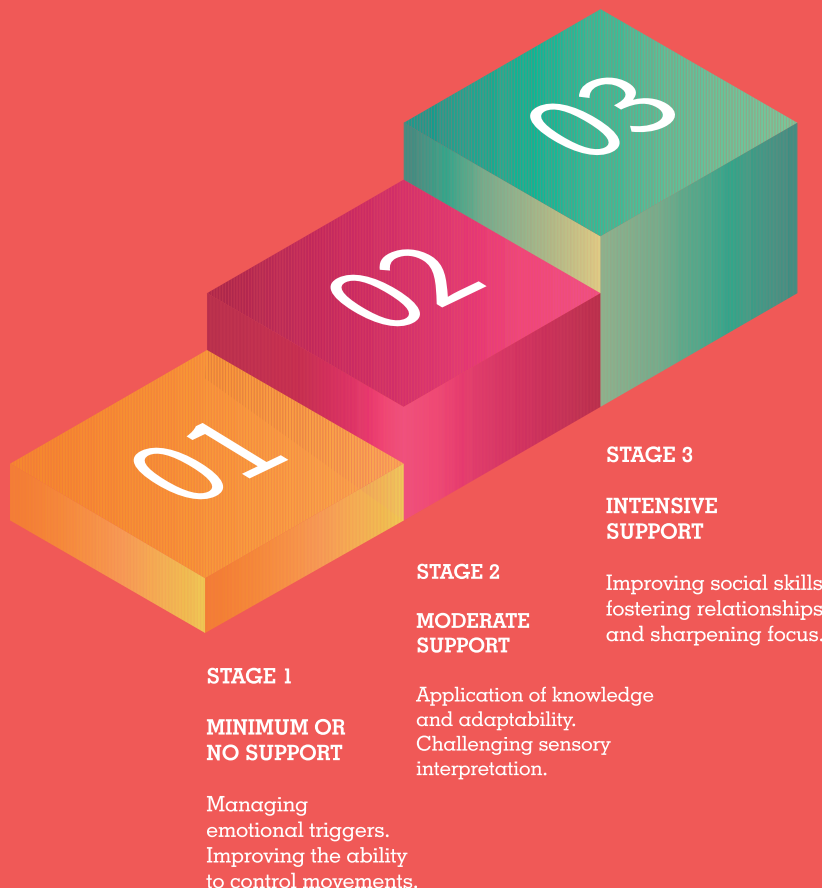 03
02
01
STAGE 3
INTENSIVE
SUPPORT
Improving social skills
fostering relationships
and sharpening focus.
STAGE 2
MODERATE
SUPPORT
Application of knowledge
and adaptability.
Challenging sensory
interpretation.
STAGE 1
MINIMUM OR
NO SUPPORT
Managing
emotional triggers.
Improving the ability
to control movements.